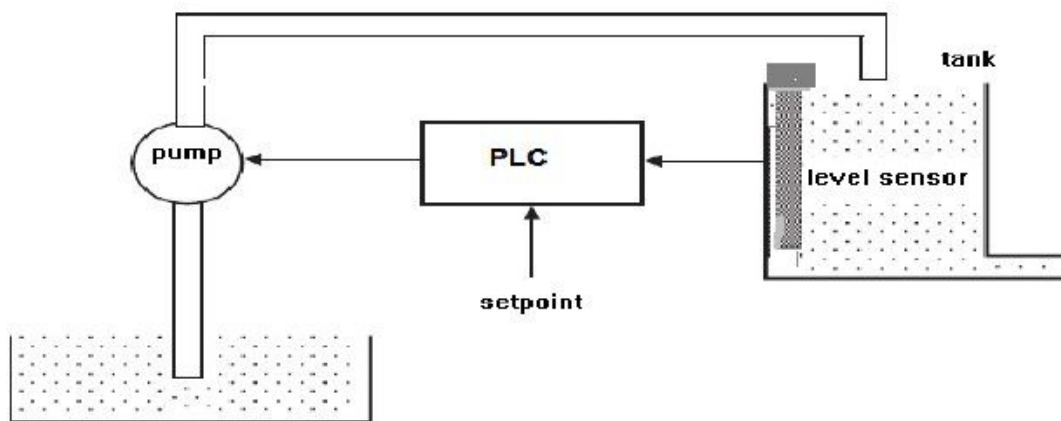 tank
pump
PLC
level sensor
setpoint